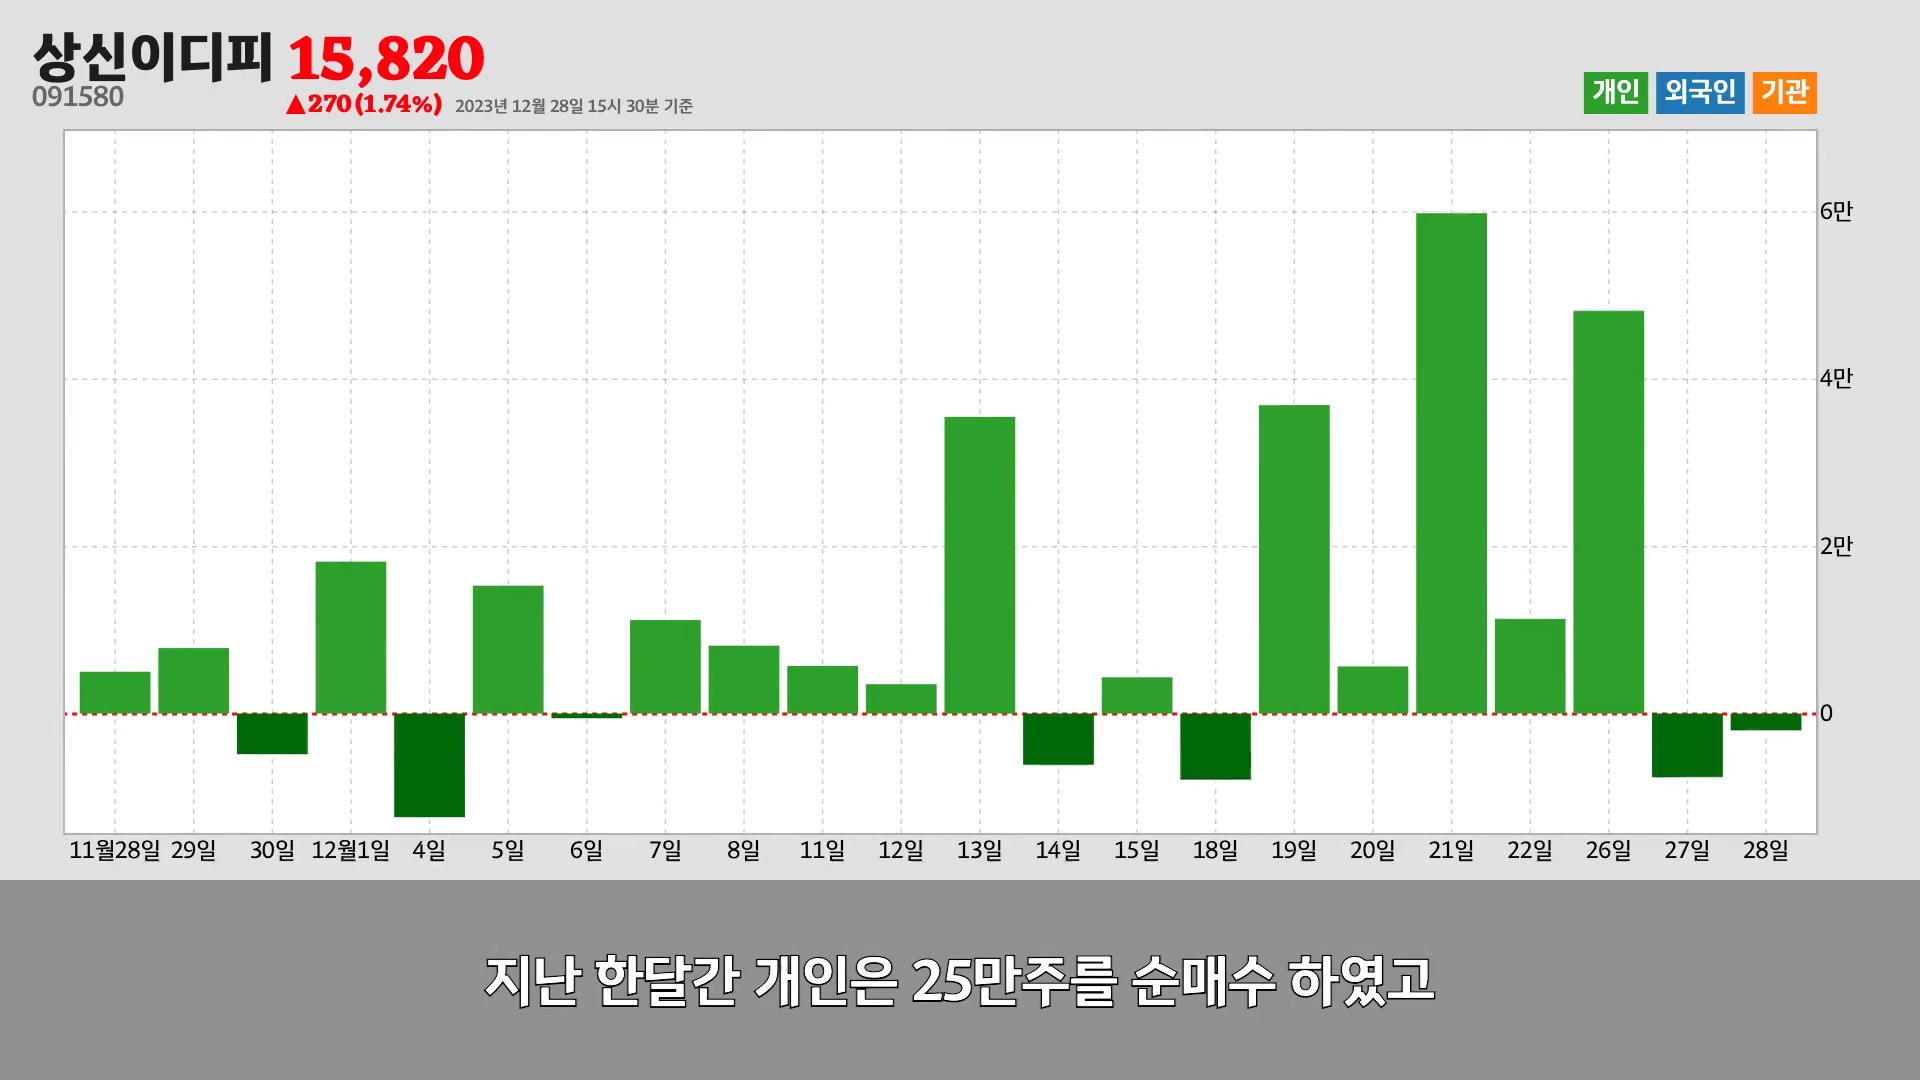 상신이디피 15,820
091580
▲270 (1.74%) 2023년 12월 28일 15시 30분 기준
개인 외국인 기관
6만
4만
2만
0
11월28일 29일 30일 12월1일 4일 5일 6일 7일 8일 11일 12일 13일 14일 15일 18일 19일 20일 21일 22일 26일 27일 28일
지난 한달간 개인은 25만주를 순매수 하였고